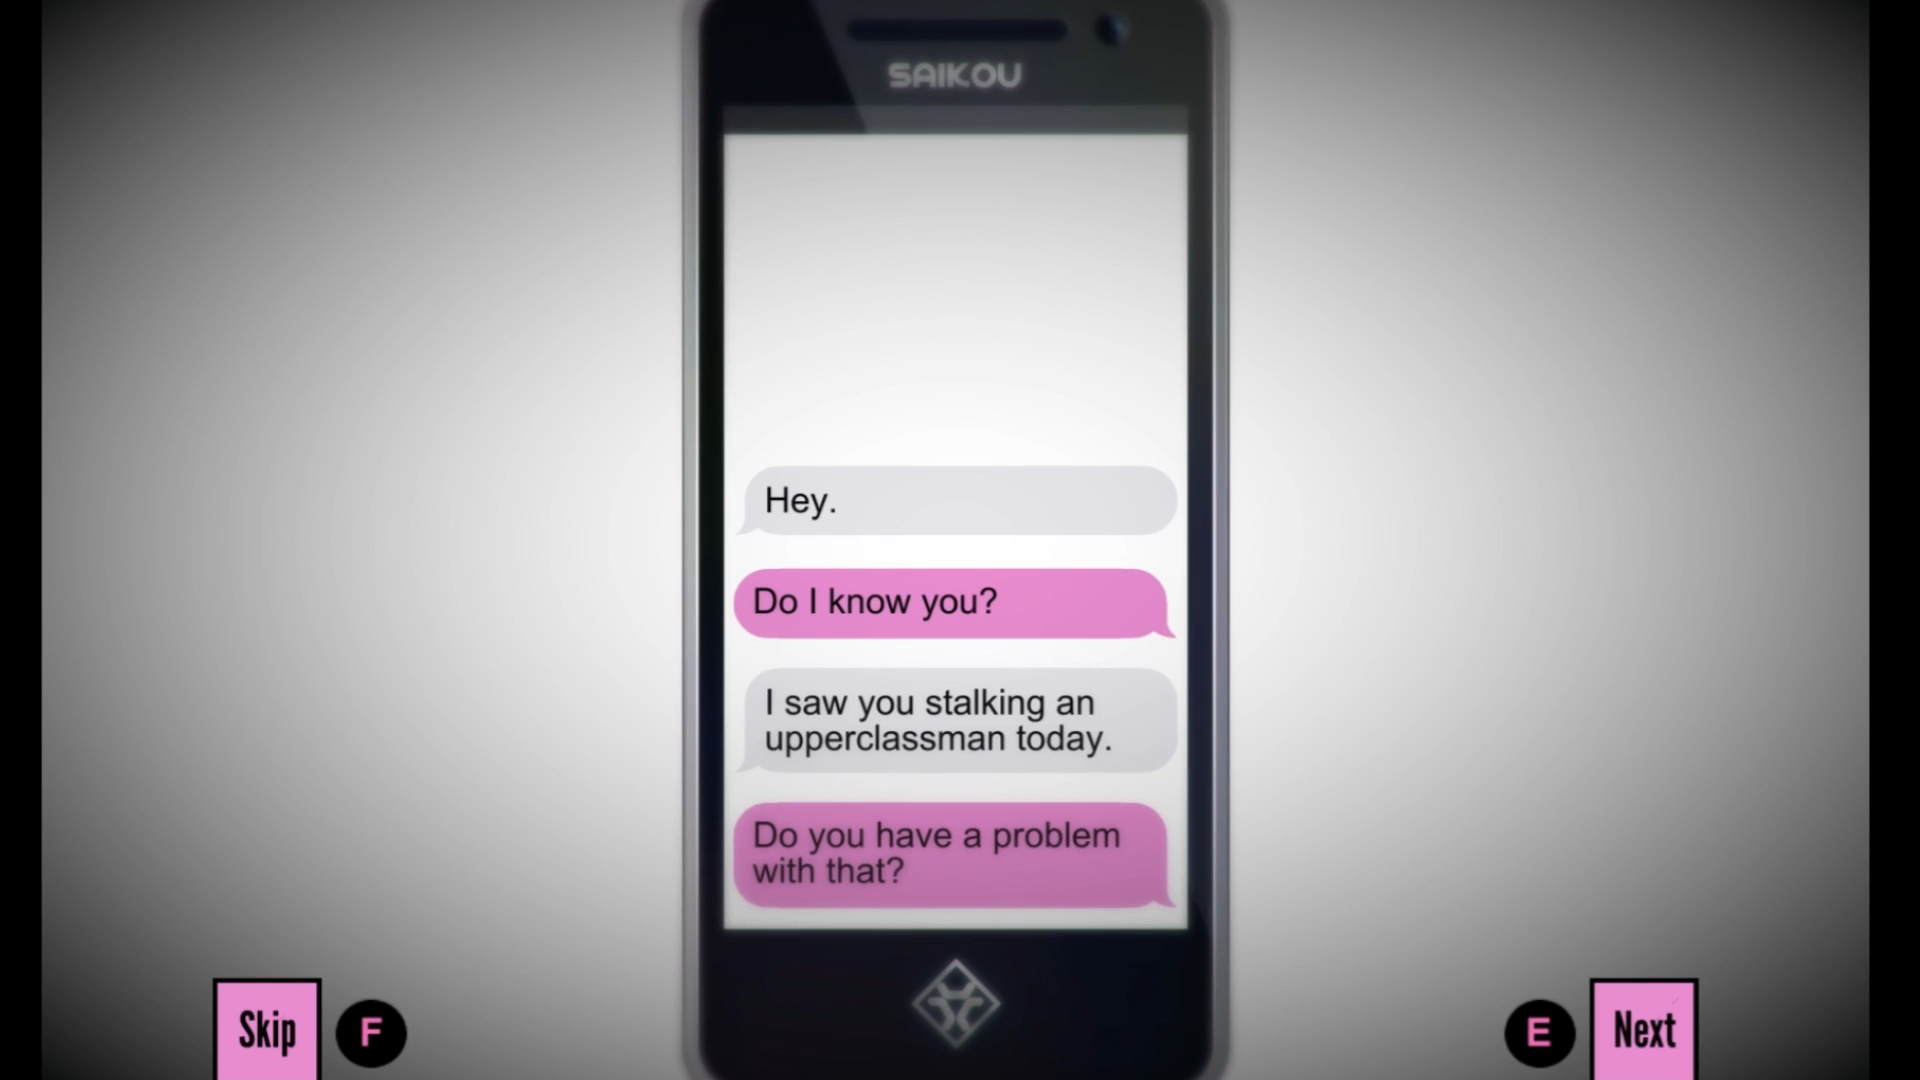 SAIKOU
Hey.
Do I know you?
I saw you stalking an
upperclassman today.
Do you have a problem
with that?
Skip
F
E
Next